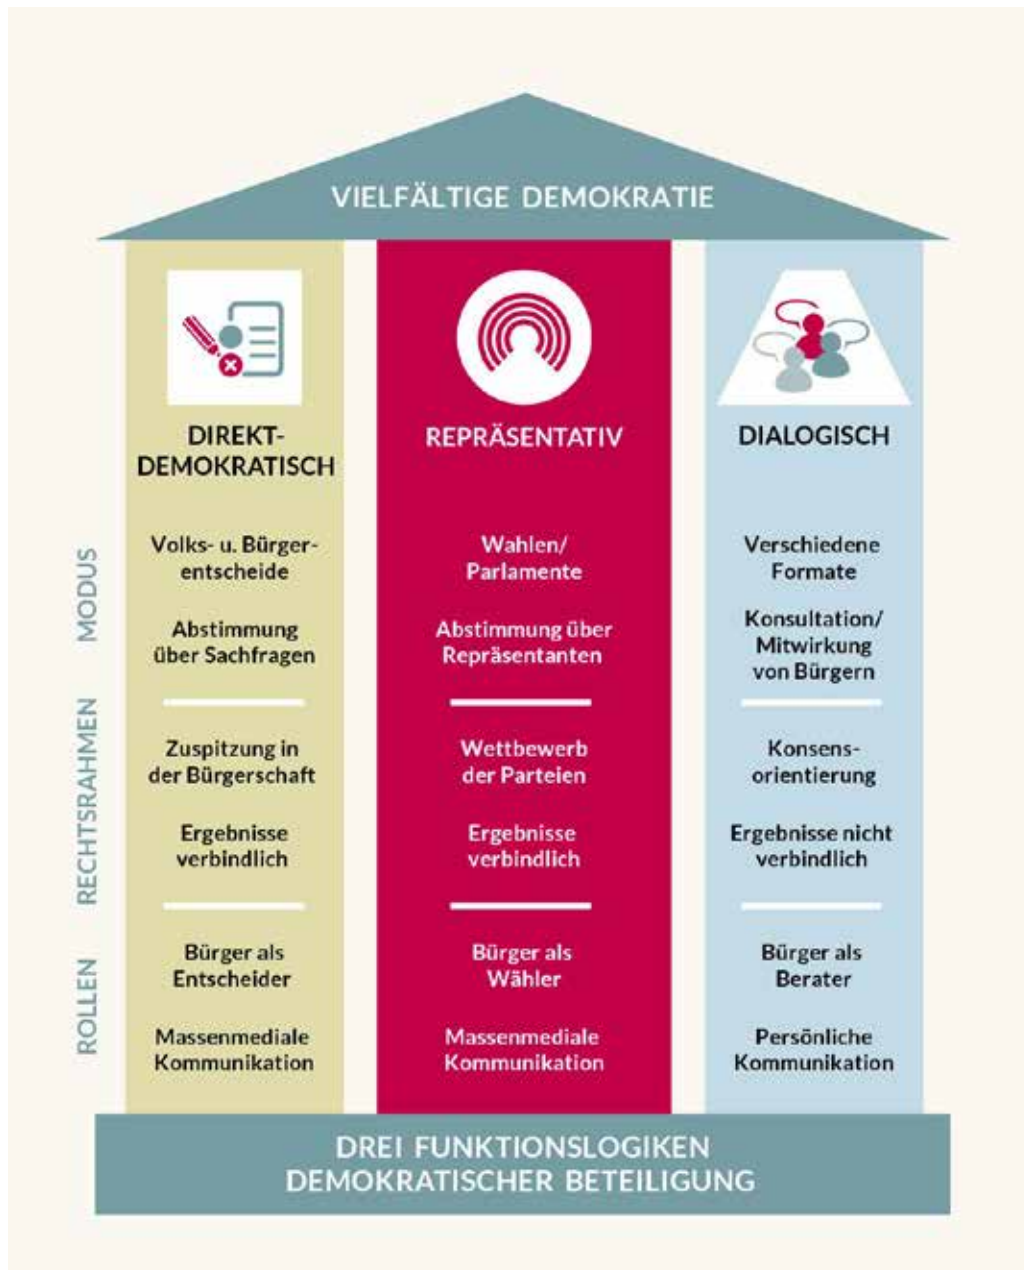 VIELFÄLTIGE DEMOKRATIE
DIREKT-
DEMOKRATISCH
REPRÄSENTATIV
DIALOGISCH
MODUS
Volks- u. Bürger-
entscheide
Wahlen/
Parlamente
Verschiedene
Formate
Abstimmung
über Sachfragen
Abstimmung über
Repräsentanten
Konsultation/
Mitwirkung
von Bürgern
RECHTSRAHMEN
Zuspitzung in
der Bürgerschaft
Wettbewerb
der Parteien
Konsens-
orientierung
Ergebnisse
verbindlich
Ergebnisse
verbindlich
Ergebnisse nicht
verbindlich
ROLLEN
Bürger als
Entscheider
Bürger als
Wähler
Bürger als
Berater
Massenmediale
Kommunikation
Massenmediale
Kommunikation
Persönliche
Kommunikation
DREI FUNKTIONSLOGIKEN
DEMOKRATISCHER BETEILIGUNG